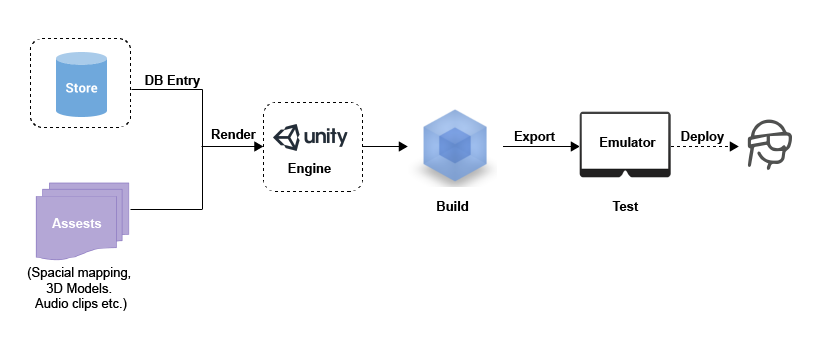 Store
DB Entry
Render
unity
Engine
Build
Export
Emulator
Test
Deploy
Assests
(Spacial mapping,
3D Models.
Audio clips etc.)